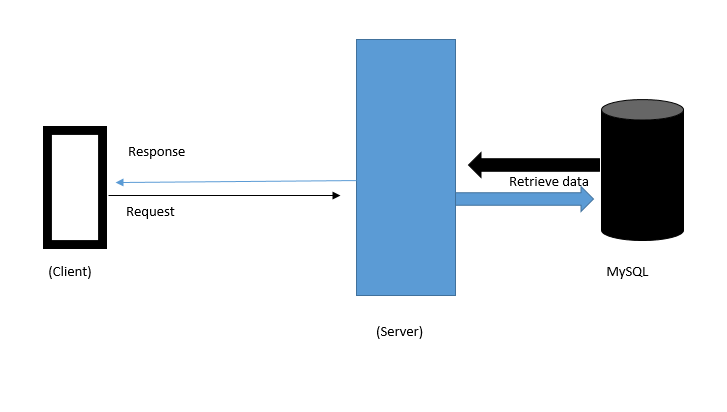 Response
Retrieve data
Request
(Client)
MySQL
(Server)